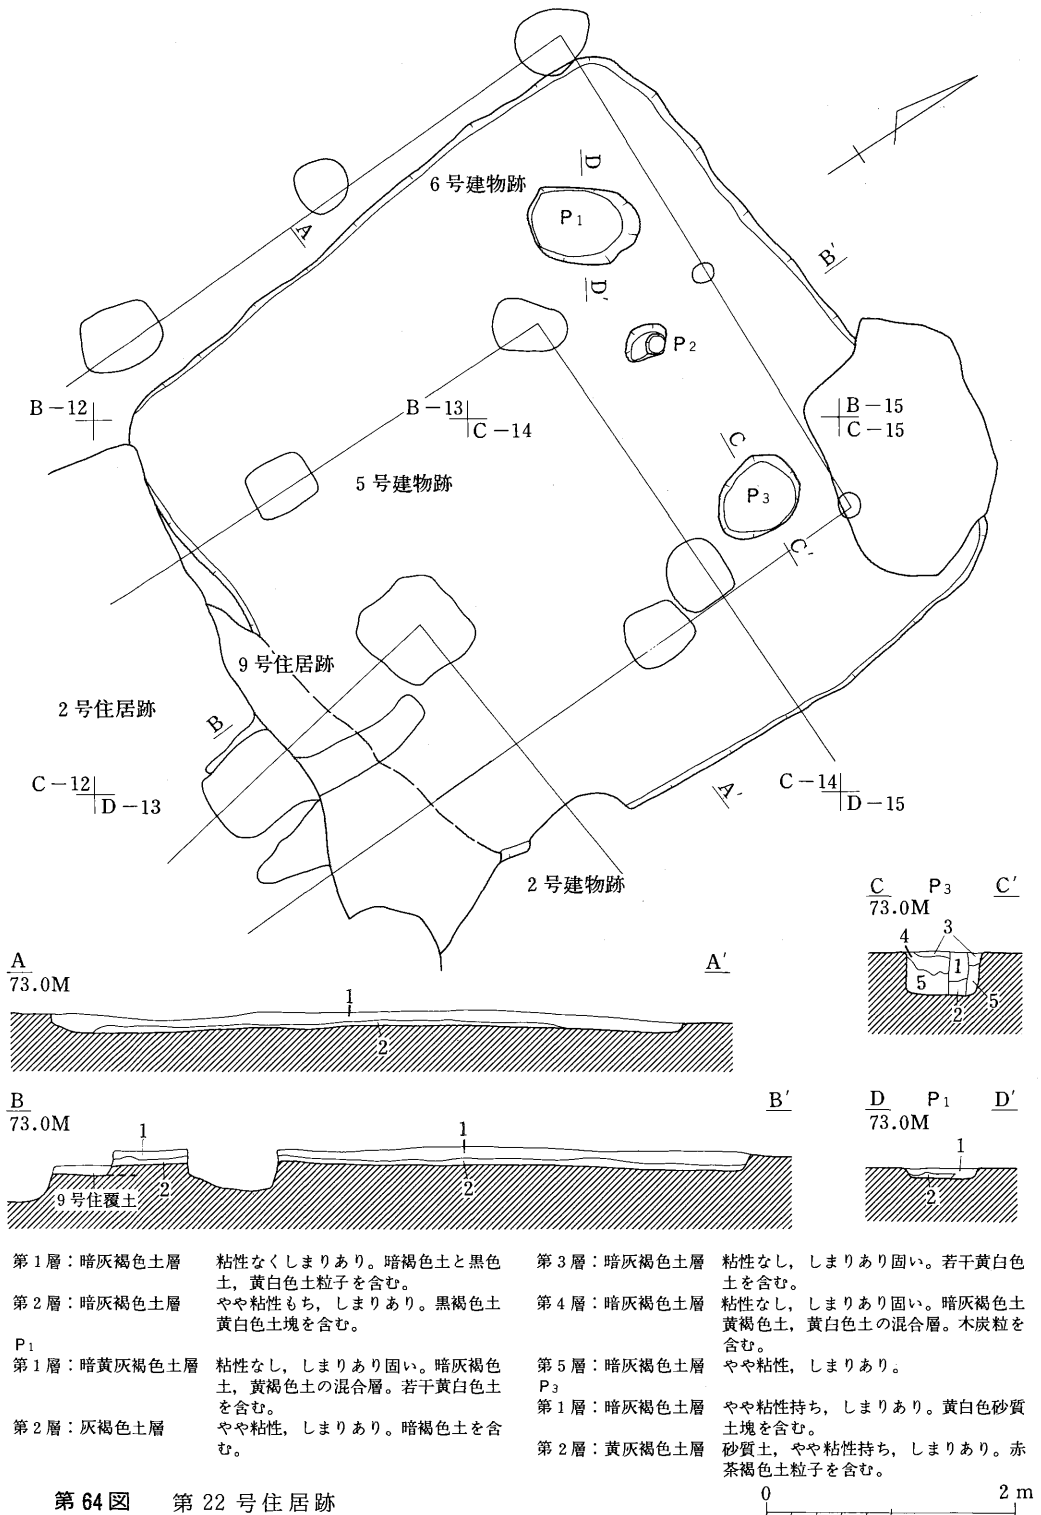 6号建物跡
D
P1
A
D′
B′
P2
B－12
B－13
C－14
B－15
C－15
C
P3
5号建物跡
C′
9号住居跡
2号住居跡
B
C－12
D－13
A′
C－14
D－15
2号建物跡
C P3 C′
73.0M
4 3
1
5
2 5
A A′
73.0M
1
2
B B′
73.0M
1 1
2 2
9号住覆土
D P1 D′
73.0M
1
2
第1層：暗灰褐色土層 粘性なくしまりあり。暗褐色土と黒色
土，黄白色土粒子を含む。
第2層：暗灰褐色土層 やや粘性もち，しまりあり。黒褐色土
黄白色土塊を含む。
P1
第1層：暗黄灰褐色土層 粘性なし，しまりあり固い。暗灰褐色
土，黄褐色土の混合層。若干黄白色土
を含む。
第2層：灰褐色土層 やや粘性，しまりあり。暗褐色土を含
む。
第3層：暗灰褐色土層 粘性なし，しまりあり固い。若干黄白色
土を含む。
第4層：暗灰褐色土層 粘性なし，しまりあり固い。暗灰褐色土
黄褐色土，黄白色土の混合層。木炭粒を
含む。
第5層：暗灰褐色土層 やや粘性，しまりあり。
P3
第1層：暗灰褐色土層 やや粘性持ち，しまりあり。黄白色砂質
土塊を含む。
第2層：黄灰褐色土層 砂質土，やや粘性持ち，しまりあり。赤
茶褐色土粒子を含む。
第64図 第22号住居跡
0 2m